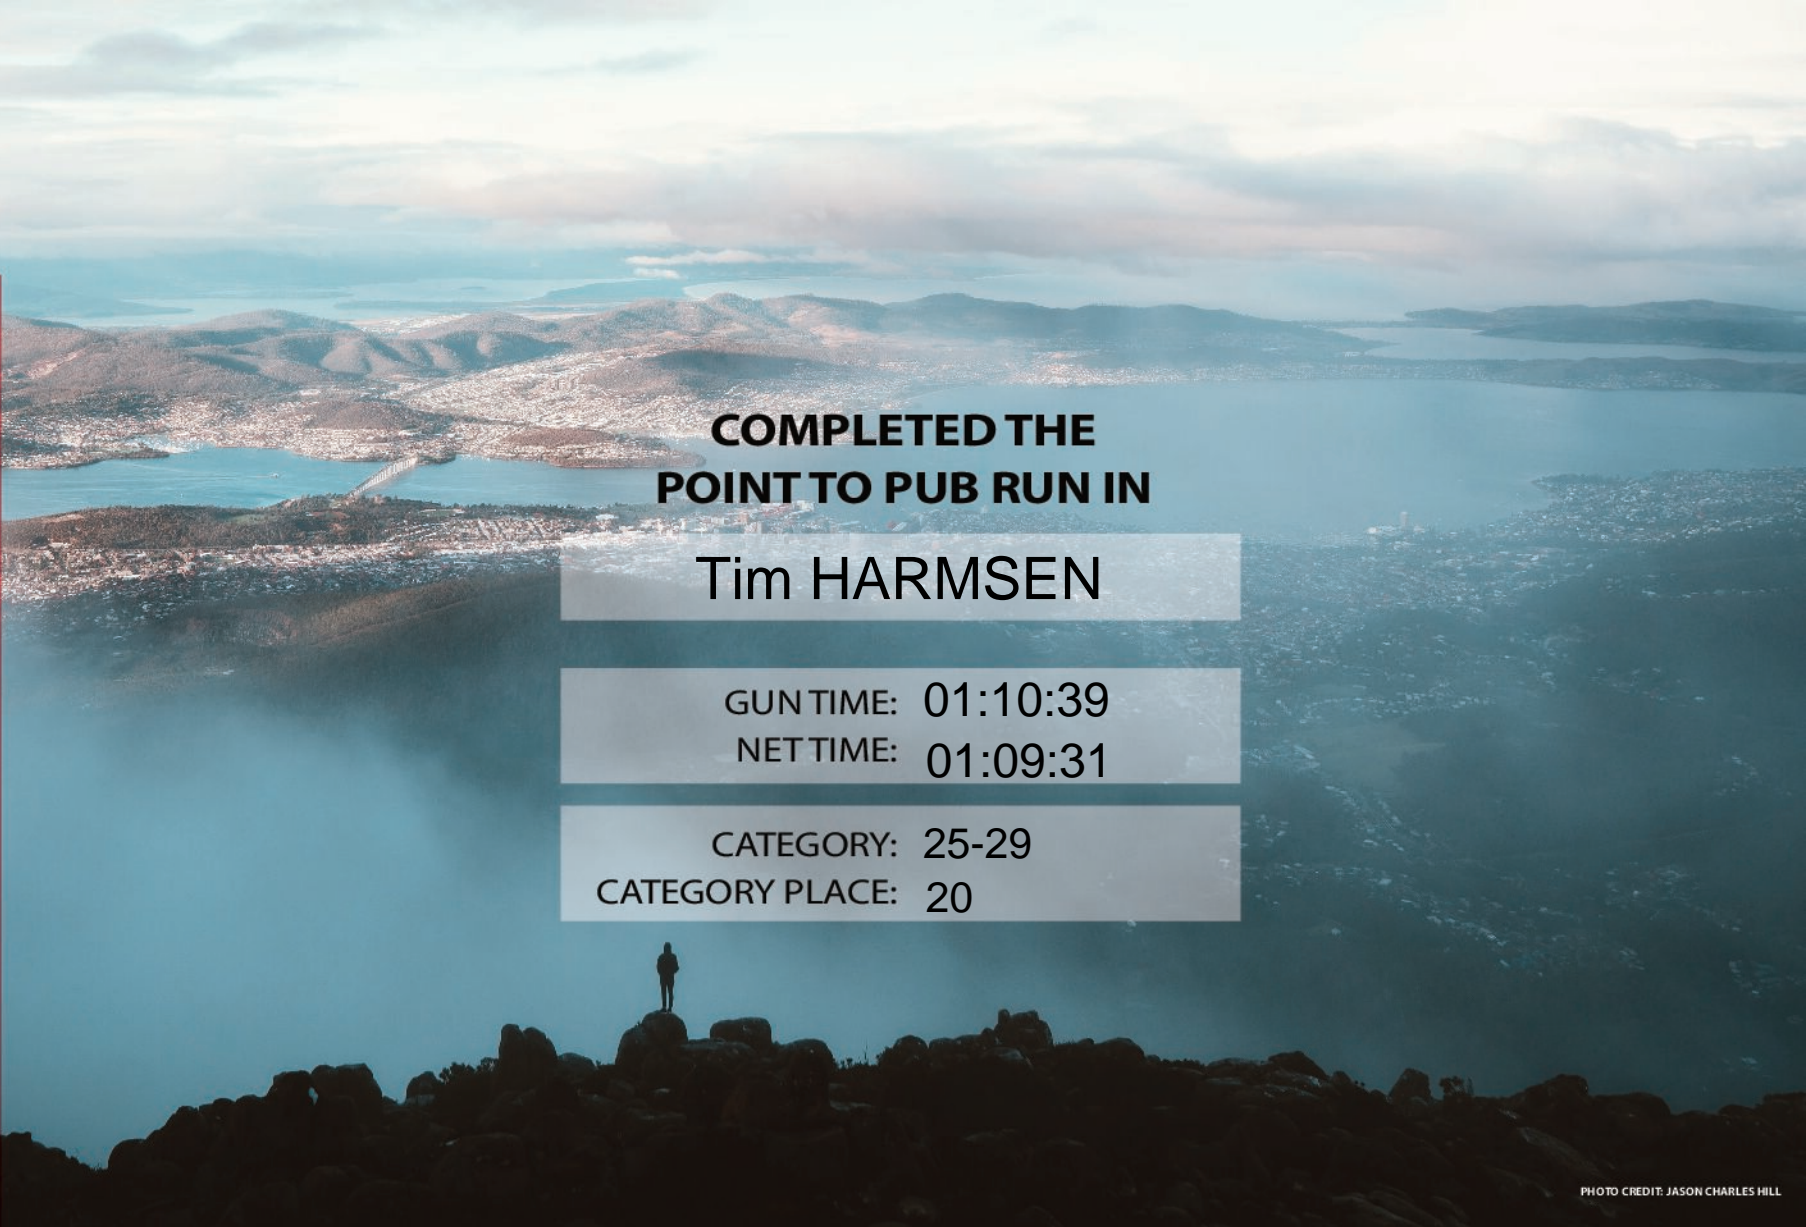 COMPLETED THE
POINT TO PUB RUN IN
Tim HARMSEN
GUN TIME: 01:10:39
NET TIME: 01:09:31
CATEGORY: 25-29
CATEGORY PLACE: 20
PHOTO CREDIT: JASON CHARLES HILL